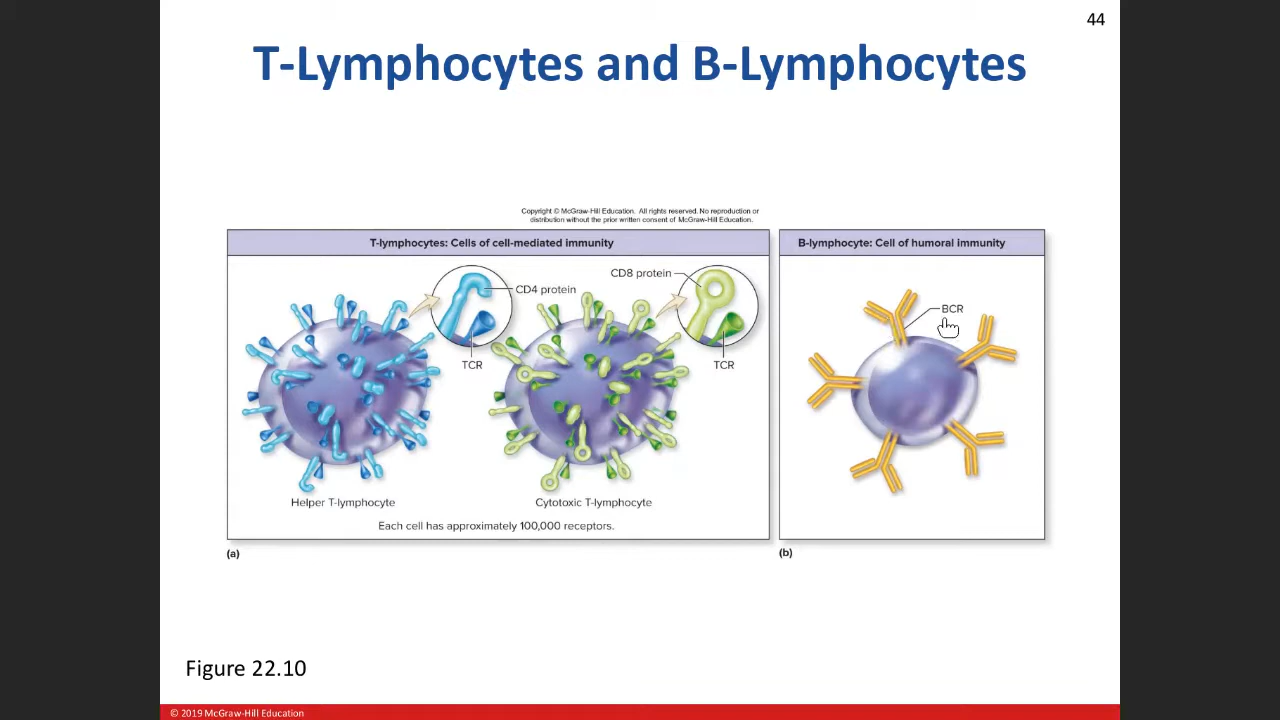 44
T-Lymphocytes and B-Lymphocytes
Copyright © McGraw-Hill Education. All rights reserved. No reproduction or
distribution without the prior written consent of McGraw-Hill Education.
T-lymphocytes: Cells of cell-mediated immunity
CD4 protein
TCR
CD8 protein
TCR
Helper T-lymphocyte
Cytotoxic T-lymphocyte
Each cell has approximately 100,000 receptors.
(a)
B-lymphocyte: Cell of humoral immunity
BCR
(b)
Figure 22.10
© 2019 McGraw-Hill Education